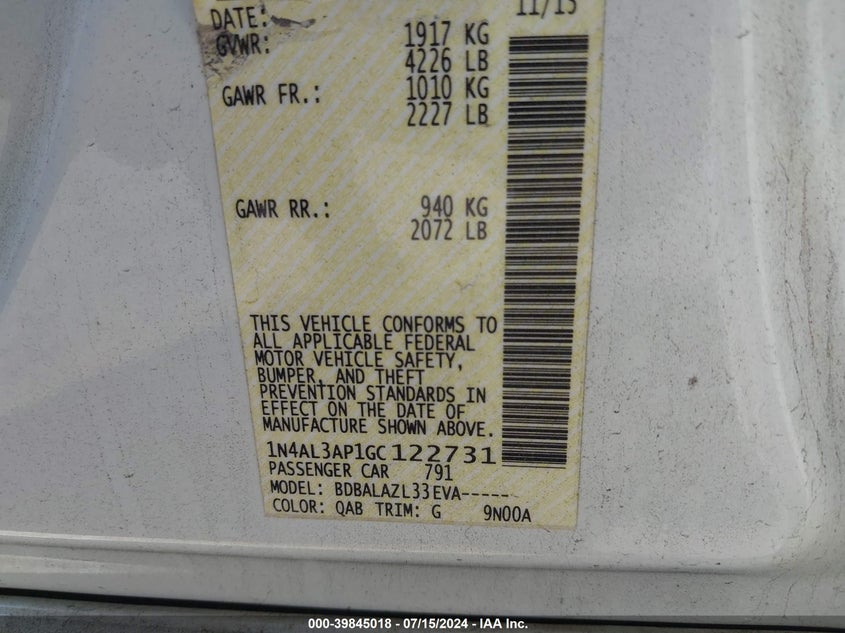 DATE: 11/15
GVWR: 1917 KG
4226 LB
GAWR FR.: 1010 KG
2227 LB
GAWR RR.: 940 KG
2072 LB
THIS VEHICLE CONFORMS TO
ALL APPLICABLE FEDERAL
MOTOR VEHICLE SAFETY,
BUMPER, AND THEFT
PREVENTION STANDARDS IN
EFFECT ON THE DATE OF
MANUFACTURE SHOWN ABOVE.
1N4AL3AP1GC122731
PASSENGER CAR 791
MODEL: BDBALAZL33EVA-----
COLOR: QAB TRIM: G 9N00A
000-39845018 - 07/15/2024 - IAA Inc.